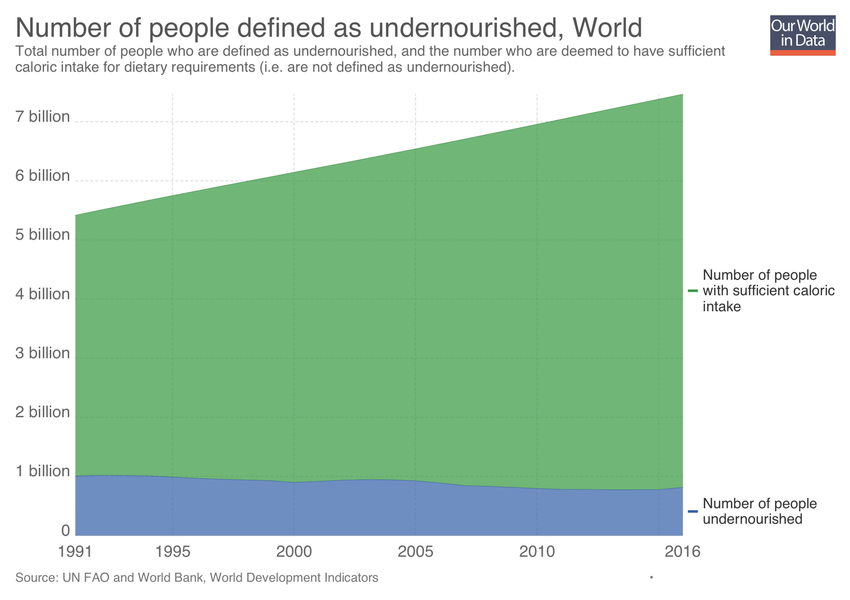 Number of people defined as undernourished, World
Our World
in Data
Total number of people who are defined as undernourished, and the number who are deemed to have sufficient
caloric intake for dietary requirements (i.e. are not defined as undernourished).
7 billion
6 billion
5 billion
4 billion
3 billion
2 billion
1 billion
0
Number of people
with sufficient caloric
intake
Number of people
undernourished
1991
1995
2000
2005
2010
2016
Source: UN FAO and World Bank, World Development Indicators